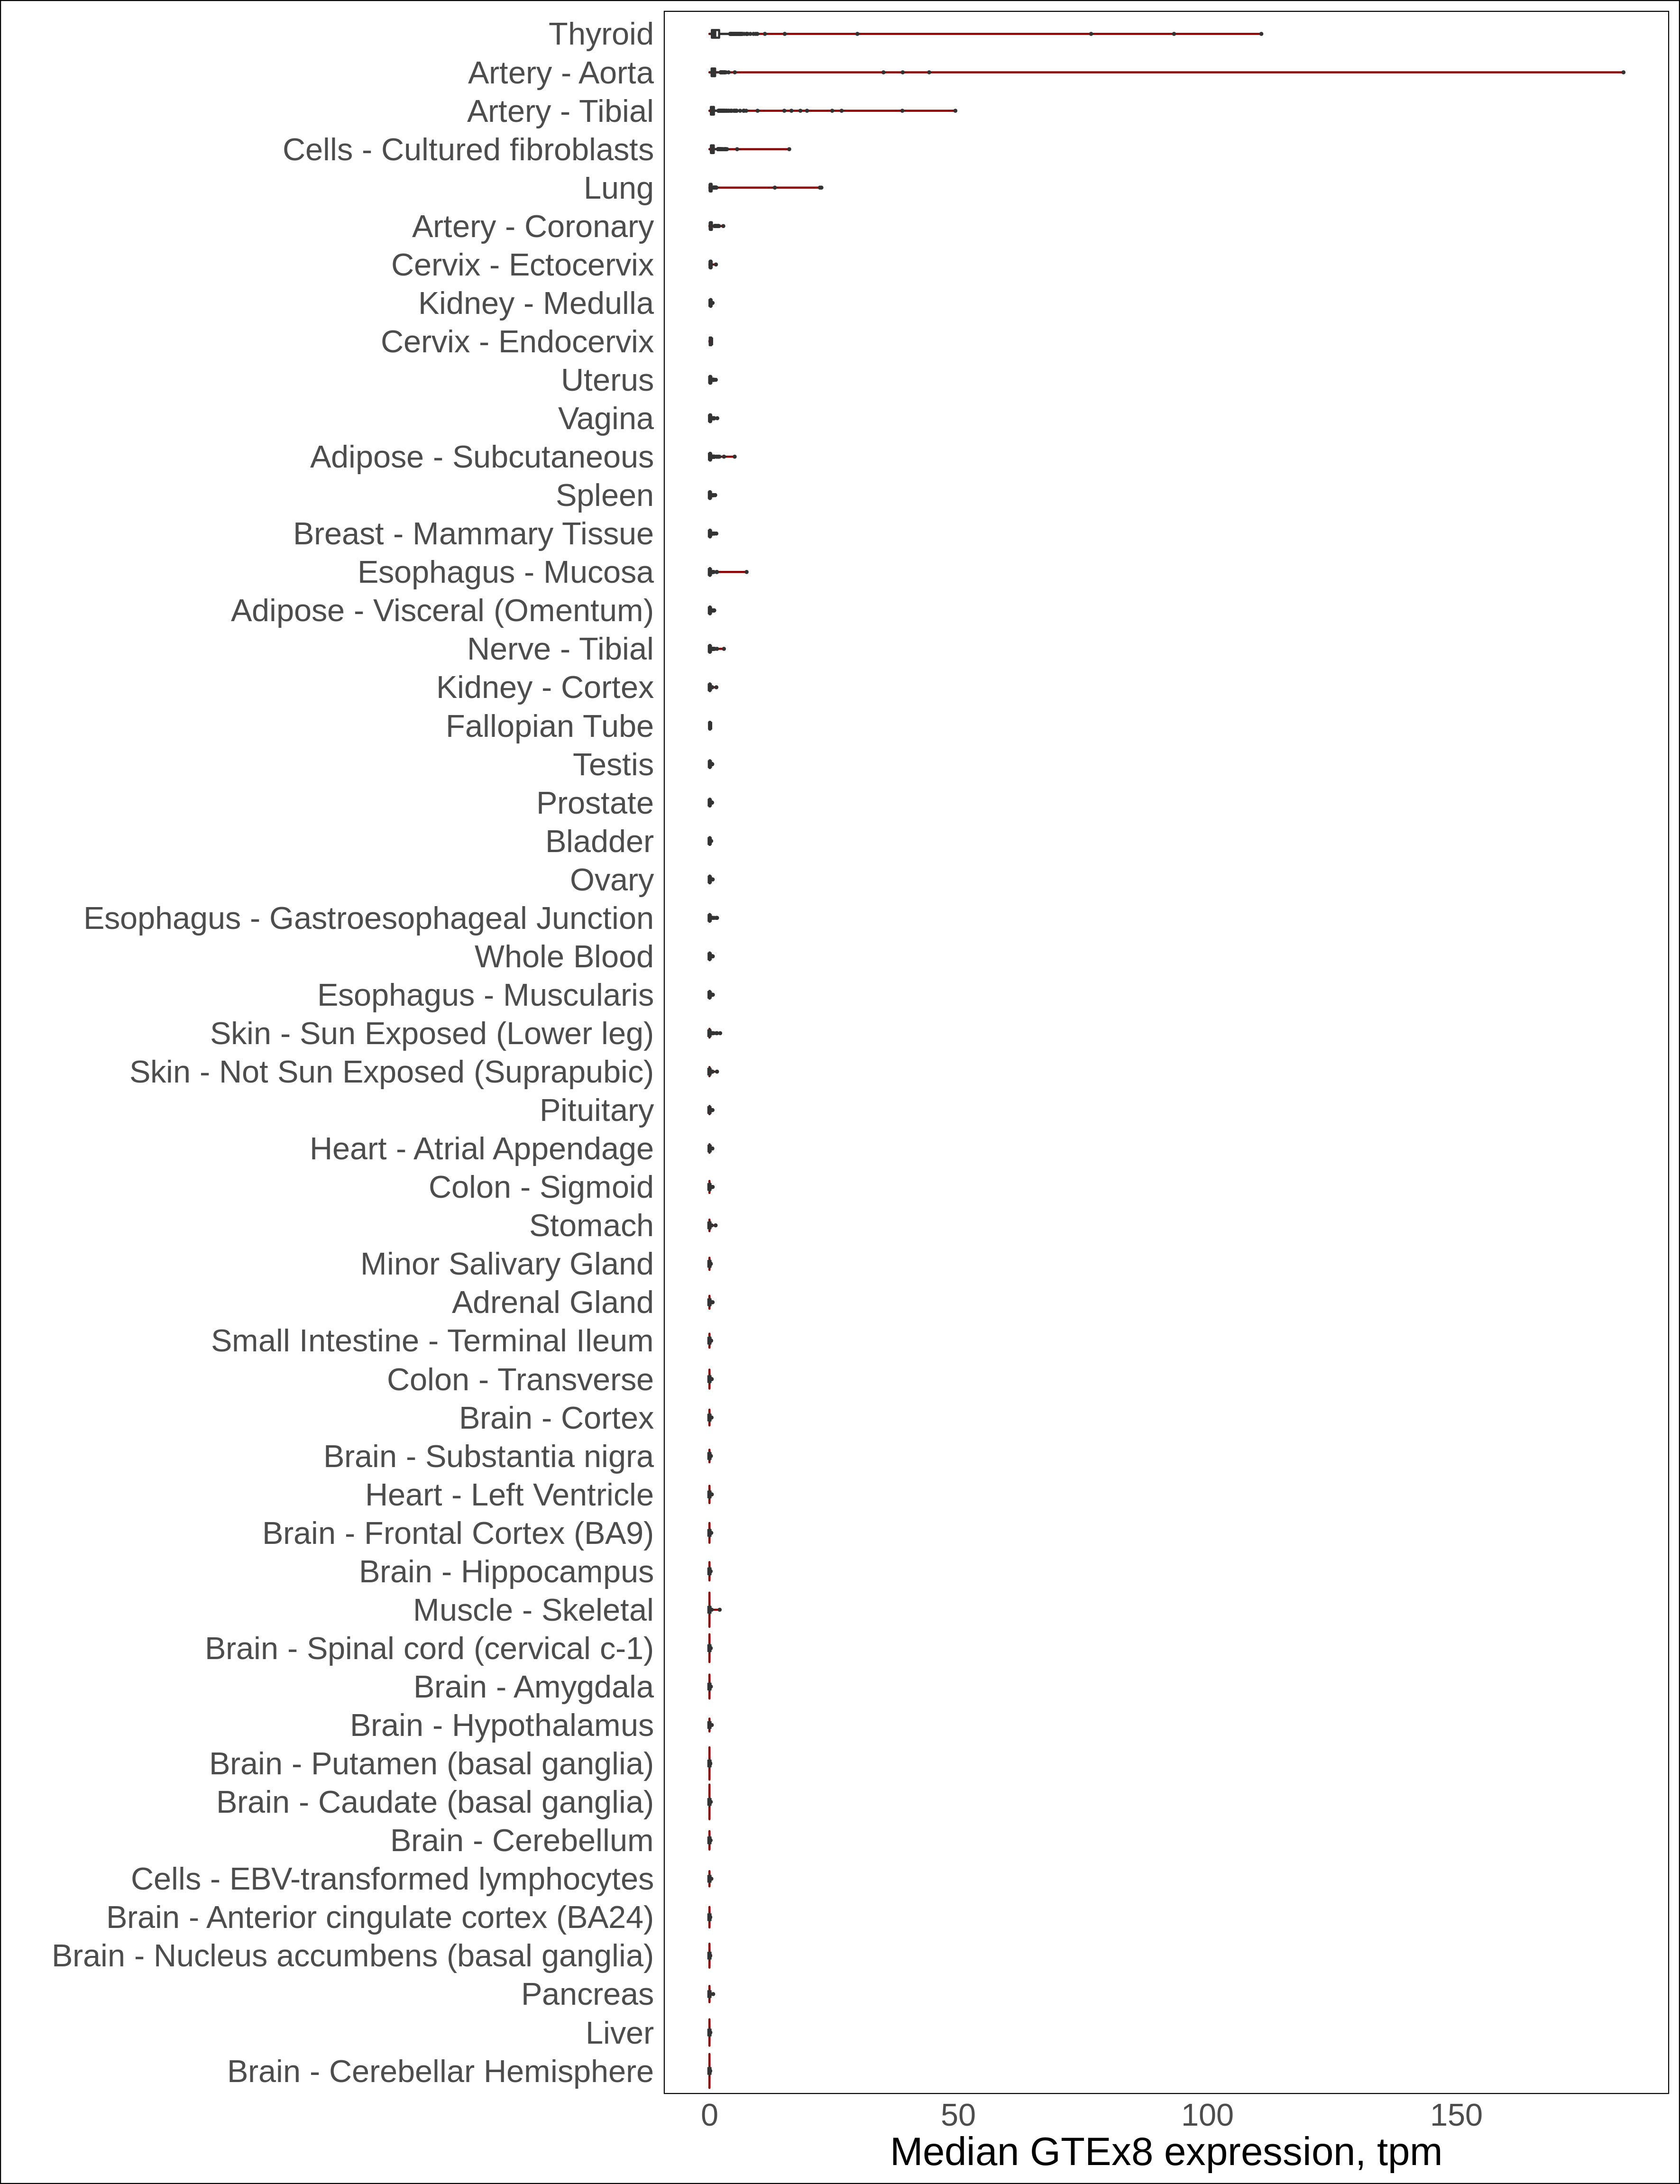 Thyroid
Artery - Aorta
Artery - Tibial
Cells - Cultured fibroblasts
Lung
Artery - Coronary
Cervix - Ectocervix
Kidney - Medulla
Cervix - Endocervix
Uterus
Vagina
Adipose - Subcutaneous
Spleen
Breast - Mammary Tissue
Esophagus - Mucosa
Adipose - Visceral (Omentum)
Nerve - Tibial
Kidney - Cortex
Fallopian Tube
Testis
Prostate
Bladder
Ovary
Esophagus - Gastroesophageal Junction
Whole Blood
Esophagus - Muscularis
Skin - Sun Exposed (Lower leg)
Skin - Not Sun Exposed (Suprapubic)
Pituitary
Heart - Atrial Appendage
Colon - Sigmoid
Stomach
Minor Salivary Gland
Adrenal Gland
Small Intestine - Terminal Ileum
Colon - Transverse
Brain - Cortex
Brain - Substantia nigra
Heart - Left Ventricle
Brain - Frontal Cortex (BA9)
Brain - Hippocampus
Muscle - Skeletal
Brain - Spinal cord (cervical c-1)
Brain - Amygdala
Brain - Hypothalamus
Brain - Putamen (basal ganglia)
Brain - Caudate (basal ganglia)
Brain - Cerebellum
Cells - EBV-transformed lymphocytes
Brain - Anterior cingulate cortex (BA24)
Brain - Nucleus accumbens (basal ganglia)
Pancreas
Liver
Brain - Cerebellar Hemisphere
0 50 100 150
Median GTEx8 expression, tpm